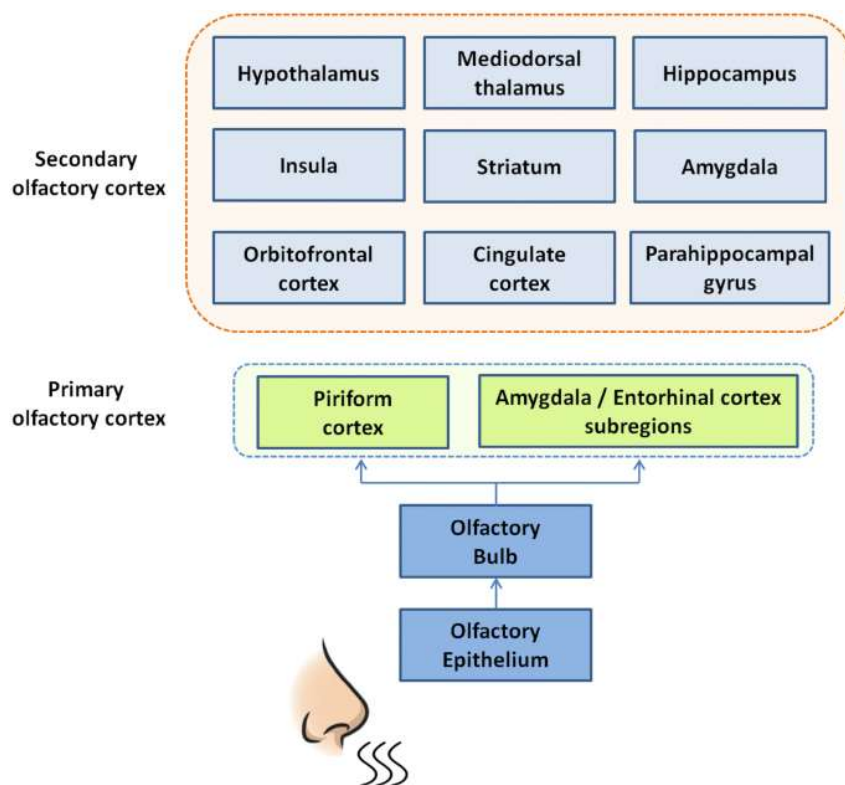 Hypothalamus
Mediodorsal
thalamus
Hippocampus
Secondary
olfactory cortex
Insula
Striatum
Amygdala
Orbitofrontal
cortex
Cingulate
cortex
Parahippocampal
gyrus
Primary
olfactory cortex
Piriform
cortex
Amygdala / Entorhinal cortex
subregions
Olfactory
Bulb
Olfactory
Epithelium